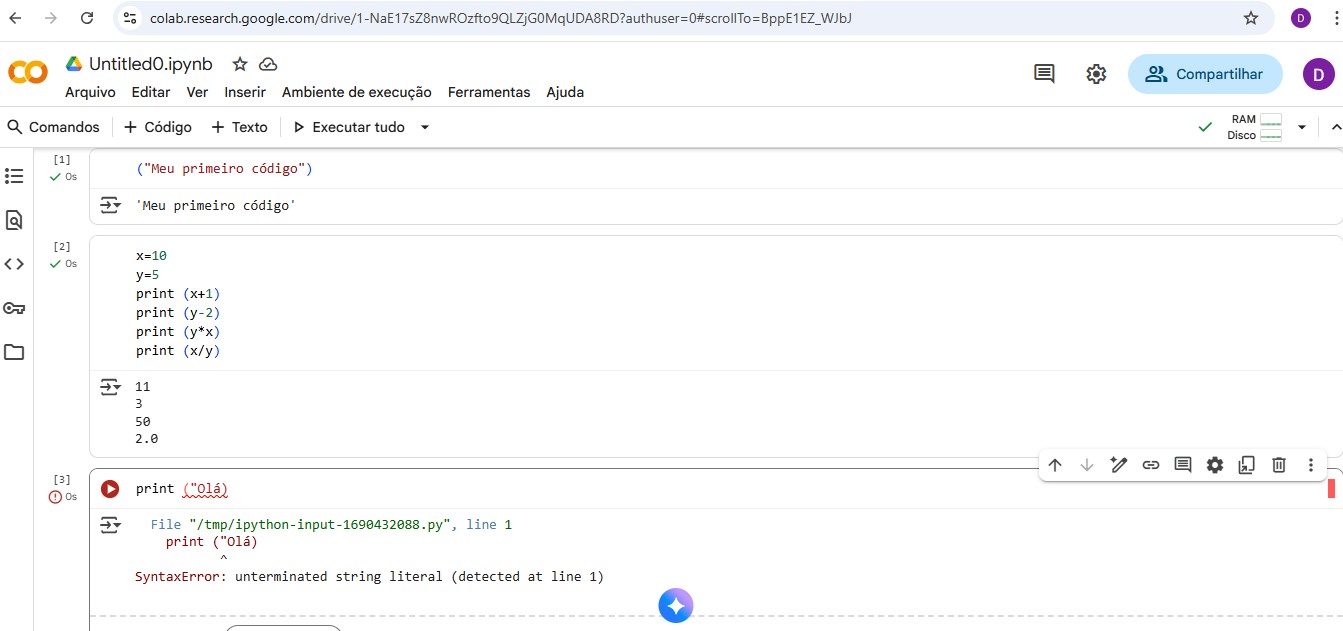 colab.research.google.com/drive/1-NaE17sZ8nwROzfto9QLZjG0MqUDA8RD?authuser=0#scrollTo=BppE1EZ_WJbJ
D
CO
Untitled0.ipynb
Arquivo Editar Ver Inserir Ambiente de execução Ferramentas Ajuda
Compartilhar
D
Comandos + Código + Texto Executar tudo
RAM
Disco
[1]
0s
("Meu primeiro código")
'Meu primeiro código'
[2]
0s
x=10
y=5
print (x+1)
print (y-2)
print (y*x)
print (x/y)
11
3
50
2.0
[3]
0s
print ("Olá)
File "/tmp/ipython-input-1690432088.py", line 1
print ("Olá)
^
SyntaxError: unterminated string literal (detected at line 1)